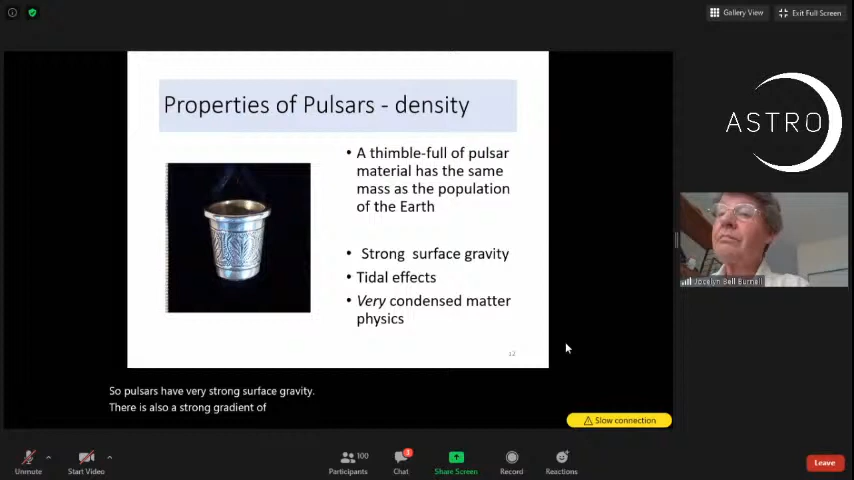 Gallery View
Exit Full Screen
Properties of Pulsars - density
• A thimble-full of pulsar
material has the same
mass as the population
of the Earth
• Strong surface gravity
• Tidal effects
• Very condensed matter
physics
12
ASTRO
Jocelyn Bell Burnell
So pulsars have very strong surface gravity.
There is also a strong gradient of
Slow connection
Unmute
Start Video
100
Participants
3
Chat
Share Screen
Record
Reactions
Leave